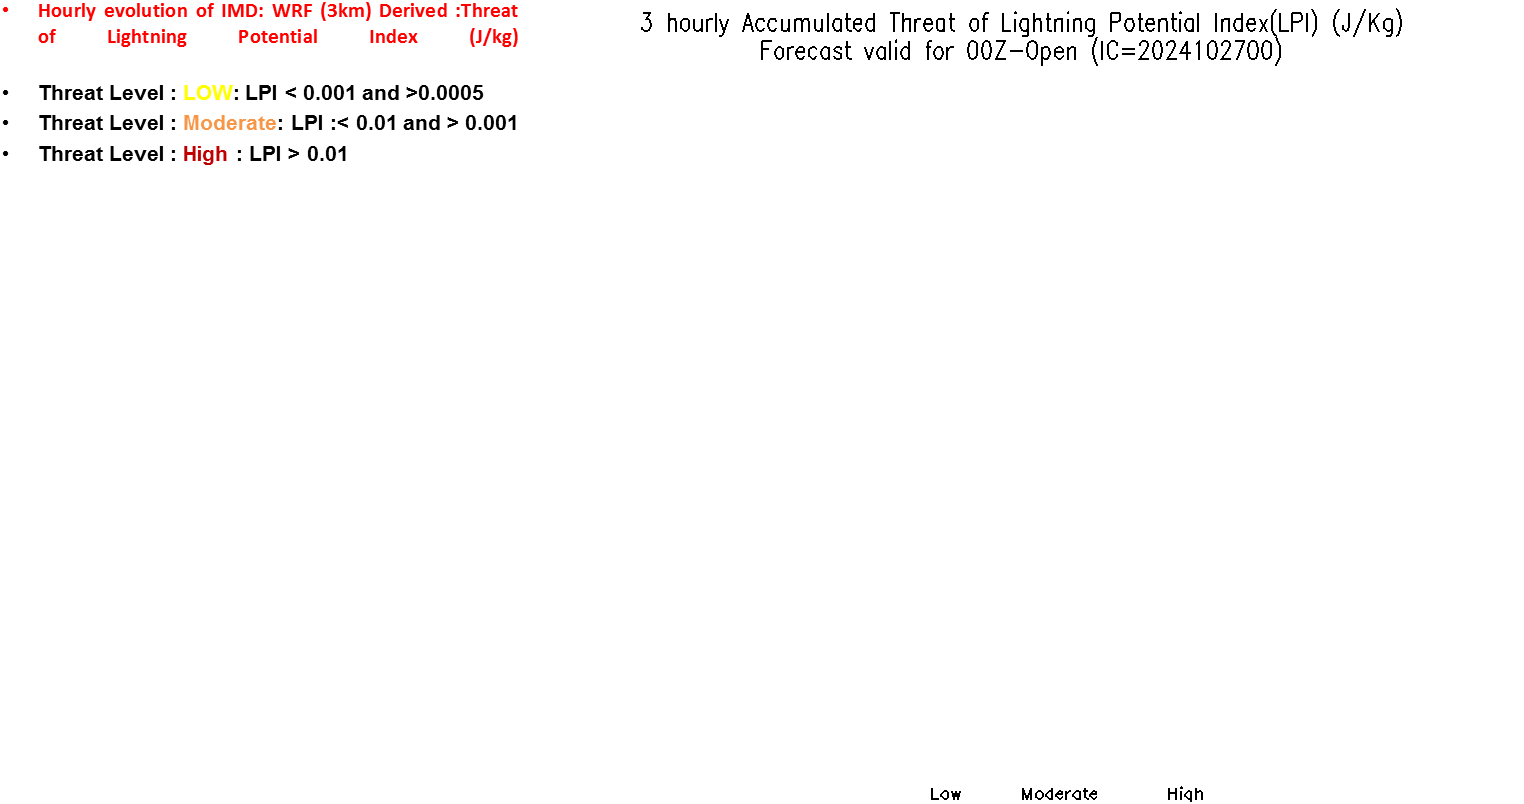 • Hourly evolution of IMD: WRF (3km) Derived :Threat
of Lightning Potential Index (J/kg)
• Threat Level : LOW: LPI < 0.001 and >0.0005
• Threat Level : Moderate: LPI :< 0.01 and > 0.001
• Threat Level : High : LPI > 0.01
3 hourly Accumulated Threat of Lightning Potential Index(LPI) (J/Kg)
Forecast valid for 00Z-Open (IC=2024102700)
Low Moderate High